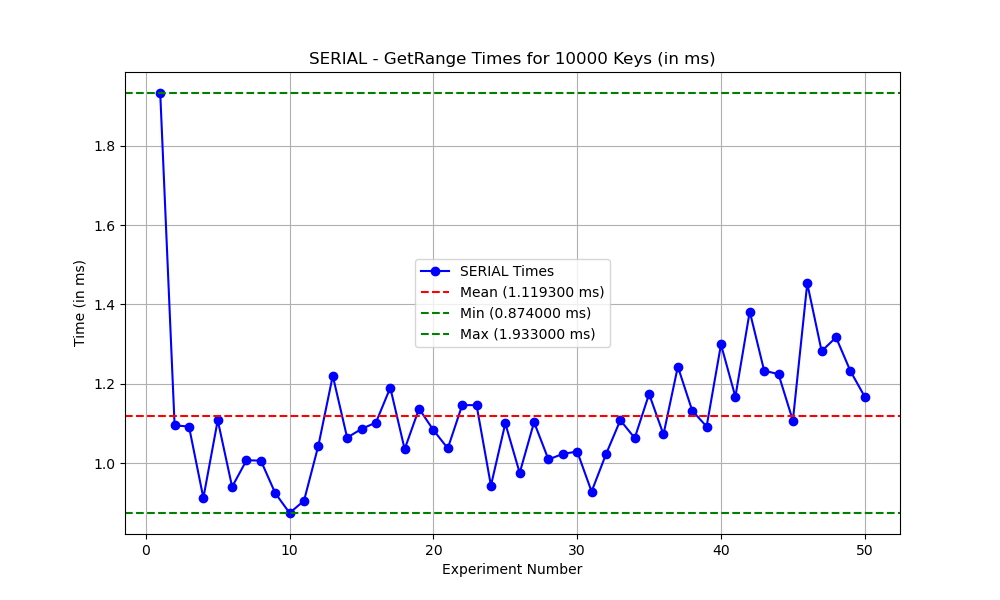 SERIAL - GetRange Times for 10000 Keys (in ms)
Time (in ms)
1.8
1.6
1.4
1.2
1.0
SERIAL Times
Mean (1.119300 ms)
Min (0.874000 ms)
Max (1.933000 ms)
0 10 20 30 40 50
Experiment Number